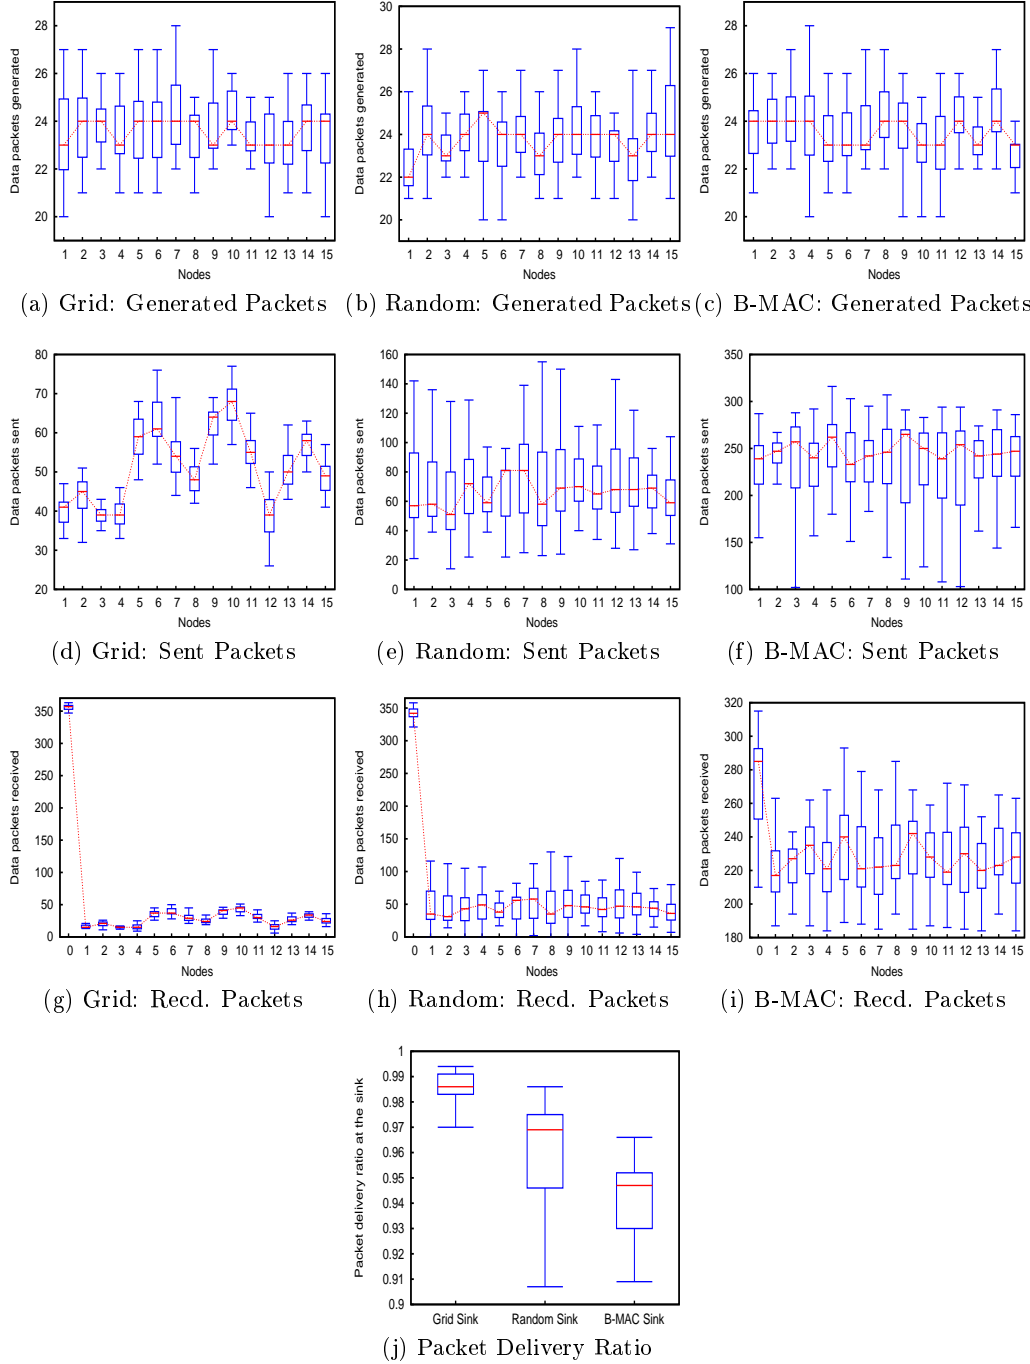 Data packets generated
28
26
24
22
20
1 2 3 4 5 6 7 8 9 10 11 12 13 14 15
Nodes
(a) Grid: Generated Packets
Data packets generated
30
28
26
24
22
20
1 2 3 4 5 6 7 8 9 10 11 12 13 14 15
Nodes
(b) Random: Generated Packets
Data packets generated
28
26
24
22
20
1 2 3 4 5 6 7 8 9 10 11 12 13 14 15
Nodes
(c) B-MAC: Generated Packets
Data packets sent
80
70
60
50
40
30
20
1 2 3 4 5 6 7 8 9 10 11 12 13 14 15
Nodes
(d) Grid: Sent Packets
Data packets sent
160
140
120
100
80
60
40
20
0
1 2 3 4 5 6 7 8 9 10 11 12 13 14 15
Nodes
(e) Random: Sent Packets
Data packets sent
350
300
250
200
150
100
1 2 3 4 5 6 7 8 9 10 11 12 13 14 15
Nodes
(f) B-MAC: Sent Packets
Data packets received
350
300
250
200
150
100
50
0
0 1 2 3 4 5 6 7 8 9 10 11 12 13 14 15
Nodes
(g) Grid: Recd. Packets
Data packets received
350
300
250
200
150
100
50
0
0 1 2 3 4 5 6 7 8 9 10 11 12 13 14 15
Nodes
(h) Random: Recd. Packets
Data packets received
320
300
280
260
240
220
200
180
0 1 2 3 4 5 6 7 8 9 10 11 12 13 14 15
Nodes
(i) B-MAC: Recd. Packets
Packet delivery ratio at the sink
1
0.99
0.98
0.97
0.96
0.95
0.94
0.93
0.92
0.91
0.9
Grid Sink Random Sink B-MAC Sink
(j) Packet Delivery Ratio